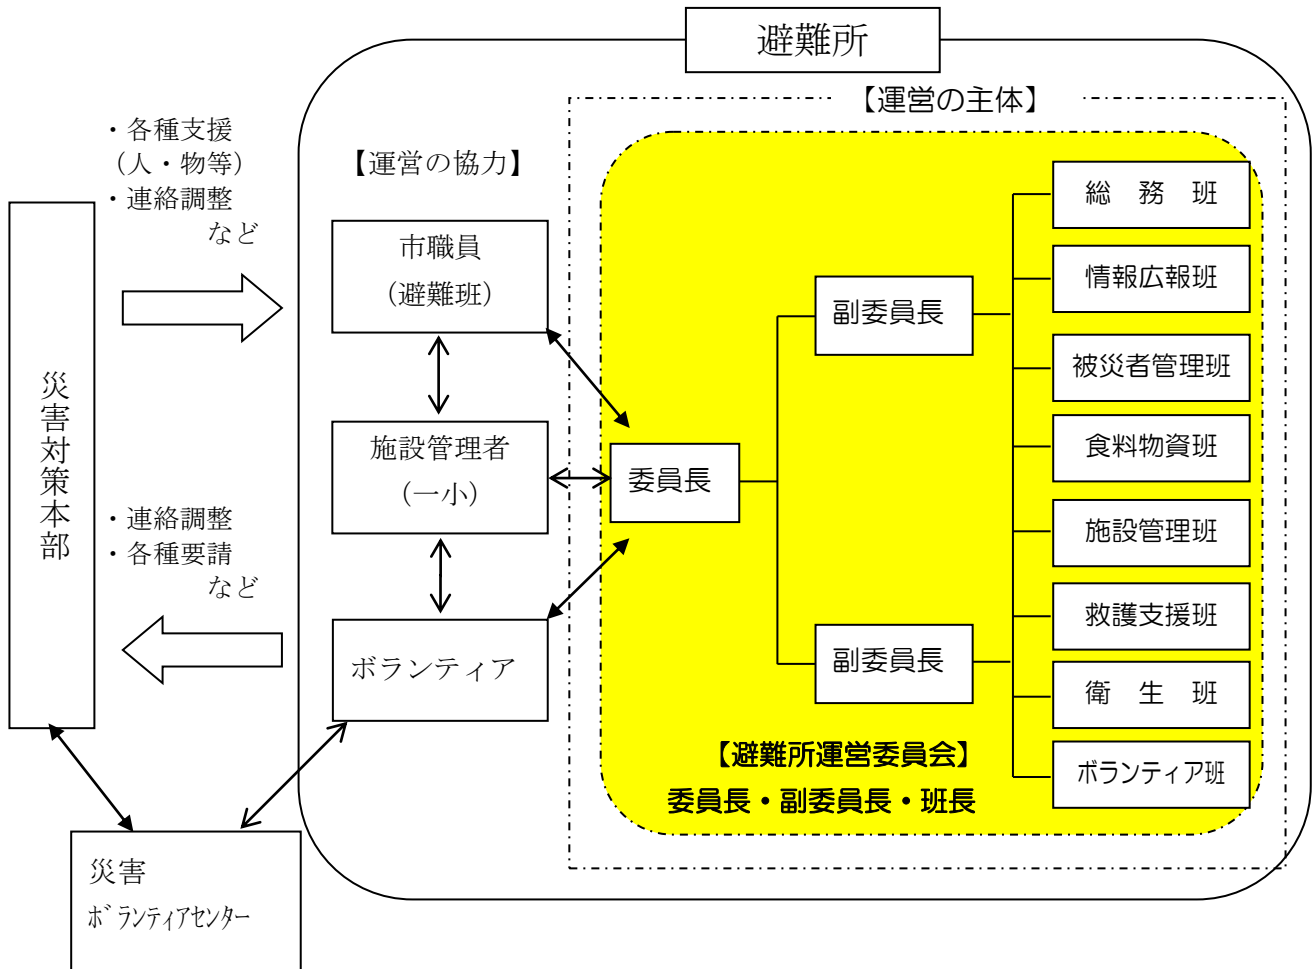 避難所
【運営の主体】
・各種支援
（人・物等）
・連絡調整
など
【運営の協力】
市職員
（避難班）
施設管理者
（一小）
ボランティア
災害対策本部
・連絡調整
・各種要請
など
災害
ボランティアセンター
委員長
副委員長
副委員長
総　務　班
情報広報班
被災者管理班
食料物資班
施設管理班
救護支援班
衛　生　班
ボランティア班
【避難所運営委員会】
委員長・副委員長・班長